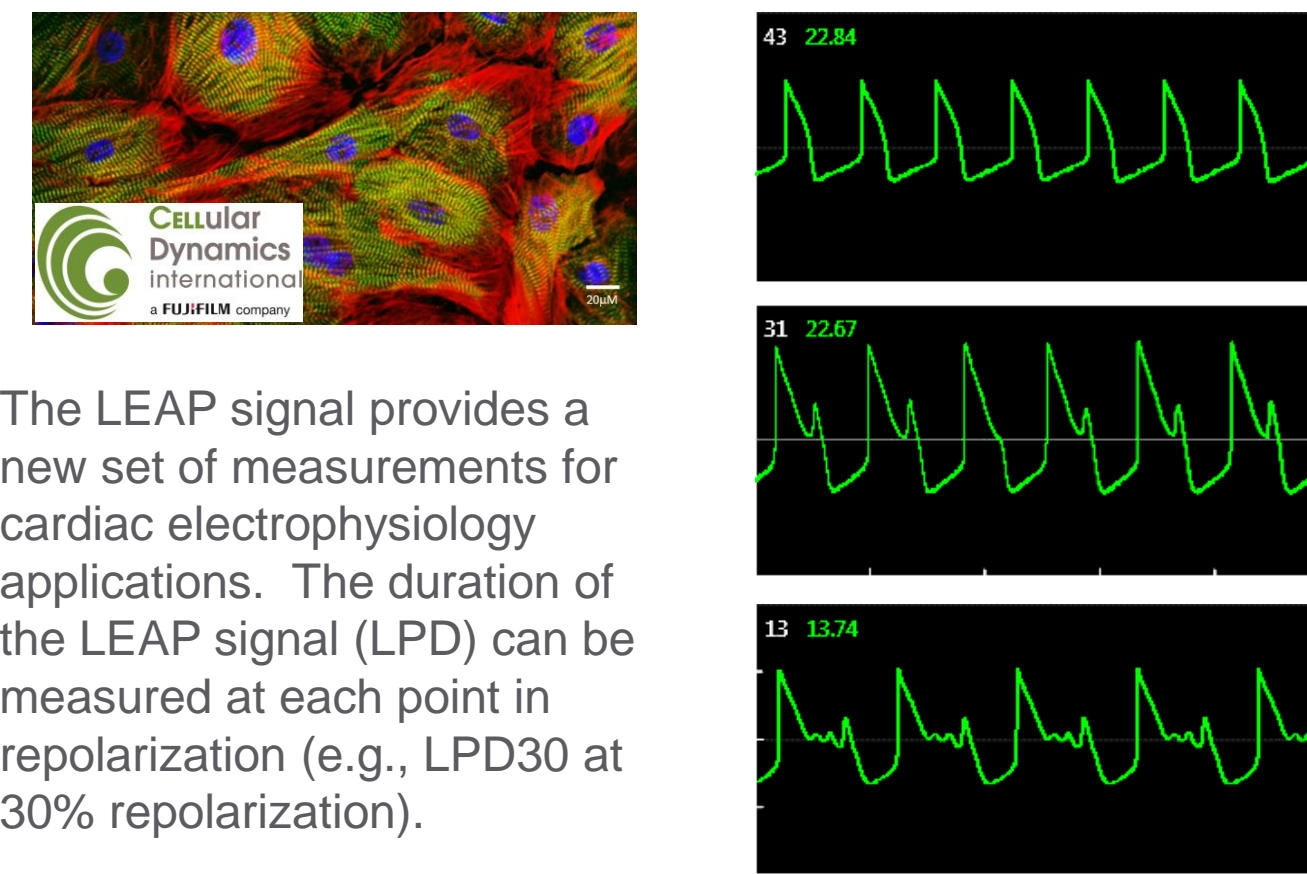 CELLular
Dynamics
international
a FUJIFILM company
20µM
The LEAP signal provides a
new set of measurements for
cardiac electrophysiology
applications.  The duration of
the LEAP signal (LPD) can be
measured at each point in
repolarization (e.g., LPD30 at
30% repolarization).
43 22.84
31 22.67
13 13.74